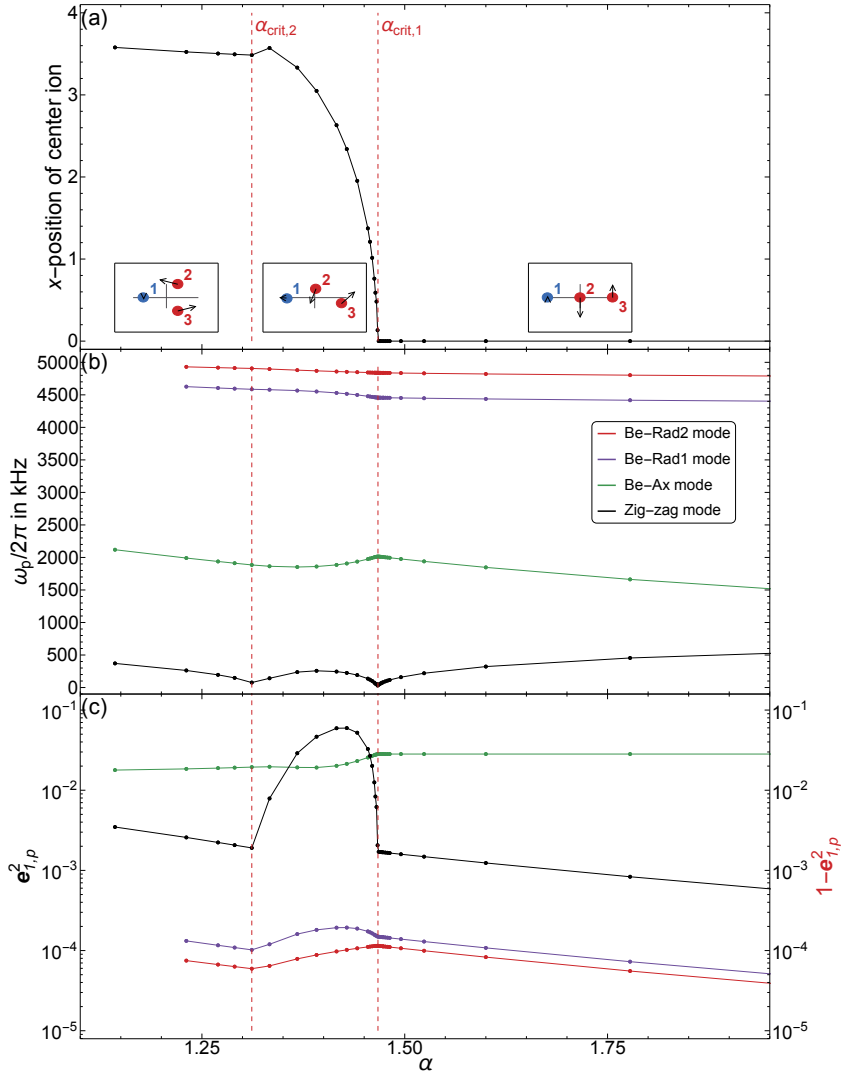 (a)
α_crit,2
α_crit,1
4
3
2
1
0
x-position of center ion
1
2
3
1
2
3
1
2
3
(b)
5000
4500
4000
3500
3000
2500
2000
1500
1000
500
0
ω_p/2π in kHz
Be-Rad2 mode
Be-Rad1 mode
Be-Ax mode
Zig-zag mode
(c)
10^-1
10^-2
10^-3
10^-4
10^-5
e²_1,p
10^-1
10^-2
10^-3
10^-4
10^-5
1-e²_1,p
1.25
1.50
1.75
α